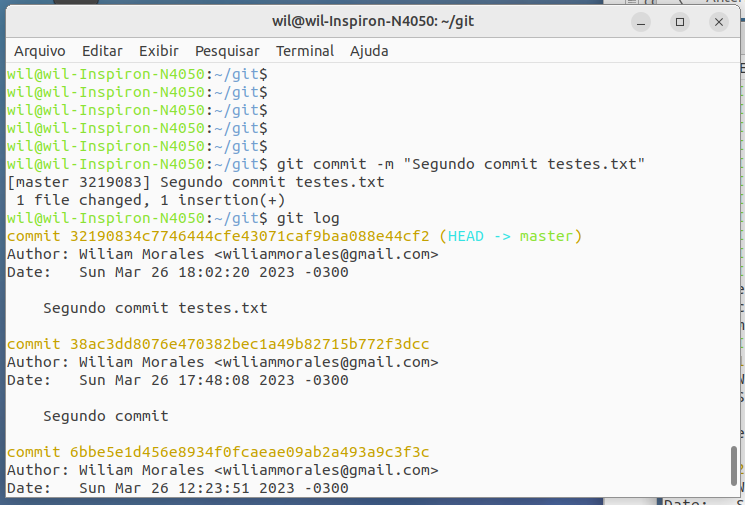 wil@wil-Inspiron-N4050: ~/git
Arquivo Editar Exibir Pesquisar Terminal Ajuda
wil@wil-Inspiron-N4050:~/git$
wil@wil-Inspiron-N4050:~/git$
wil@wil-Inspiron-N4050:~/git$
wil@wil-Inspiron-N4050:~/git$
wil@wil-Inspiron-N4050:~/git$
wil@wil-Inspiron-N4050:~/git$ git commit -m "Segundo commit testes.txt"
[master 3219083] Segundo commit testes.txt
 1 file changed, 1 insertion(+)
wil@wil-Inspiron-N4050:~/git$ git log
commit 32190834c7746444cfe43071caf9baa088e44cf2 (HEAD -> master)
Author: Wiliam Morales <wiliammorales@gmail.com>
Date:   Sun Mar 26 18:02:20 2023 -0300
    Segundo commit testes.txt
commit 38ac3dd8076e470382bec1a49b82715b772f3dcc
Author: Wiliam Morales <wiliammorales@gmail.com>
Date:   Sun Mar 26 17:48:08 2023 -0300
    Segundo commit
commit 6bbe5e1d456e8934f0fcaeae09ab2a493a9c3f3c
Author: Wiliam Morales <wiliammorales@gmail.com>
Date:   Sun Mar 26 12:23:51 2023 -0300
Date: